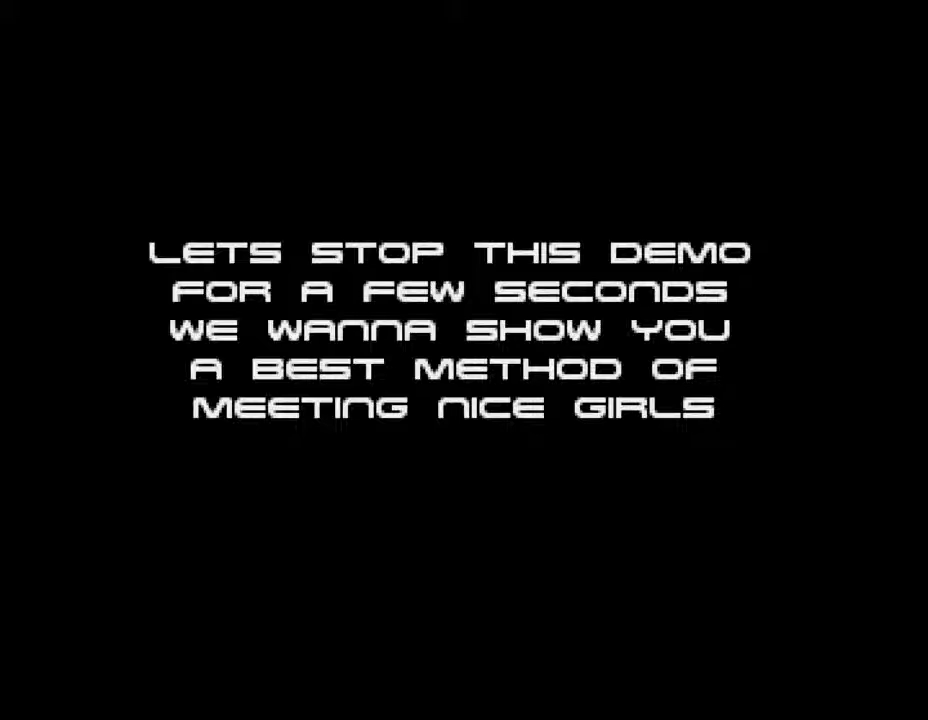 LETS STOP THIS DEMO
FOR A FEW SECONDS
WE WANNA SHOW YOU
A BEST METHOD OF
MEETING NICE GIRLS